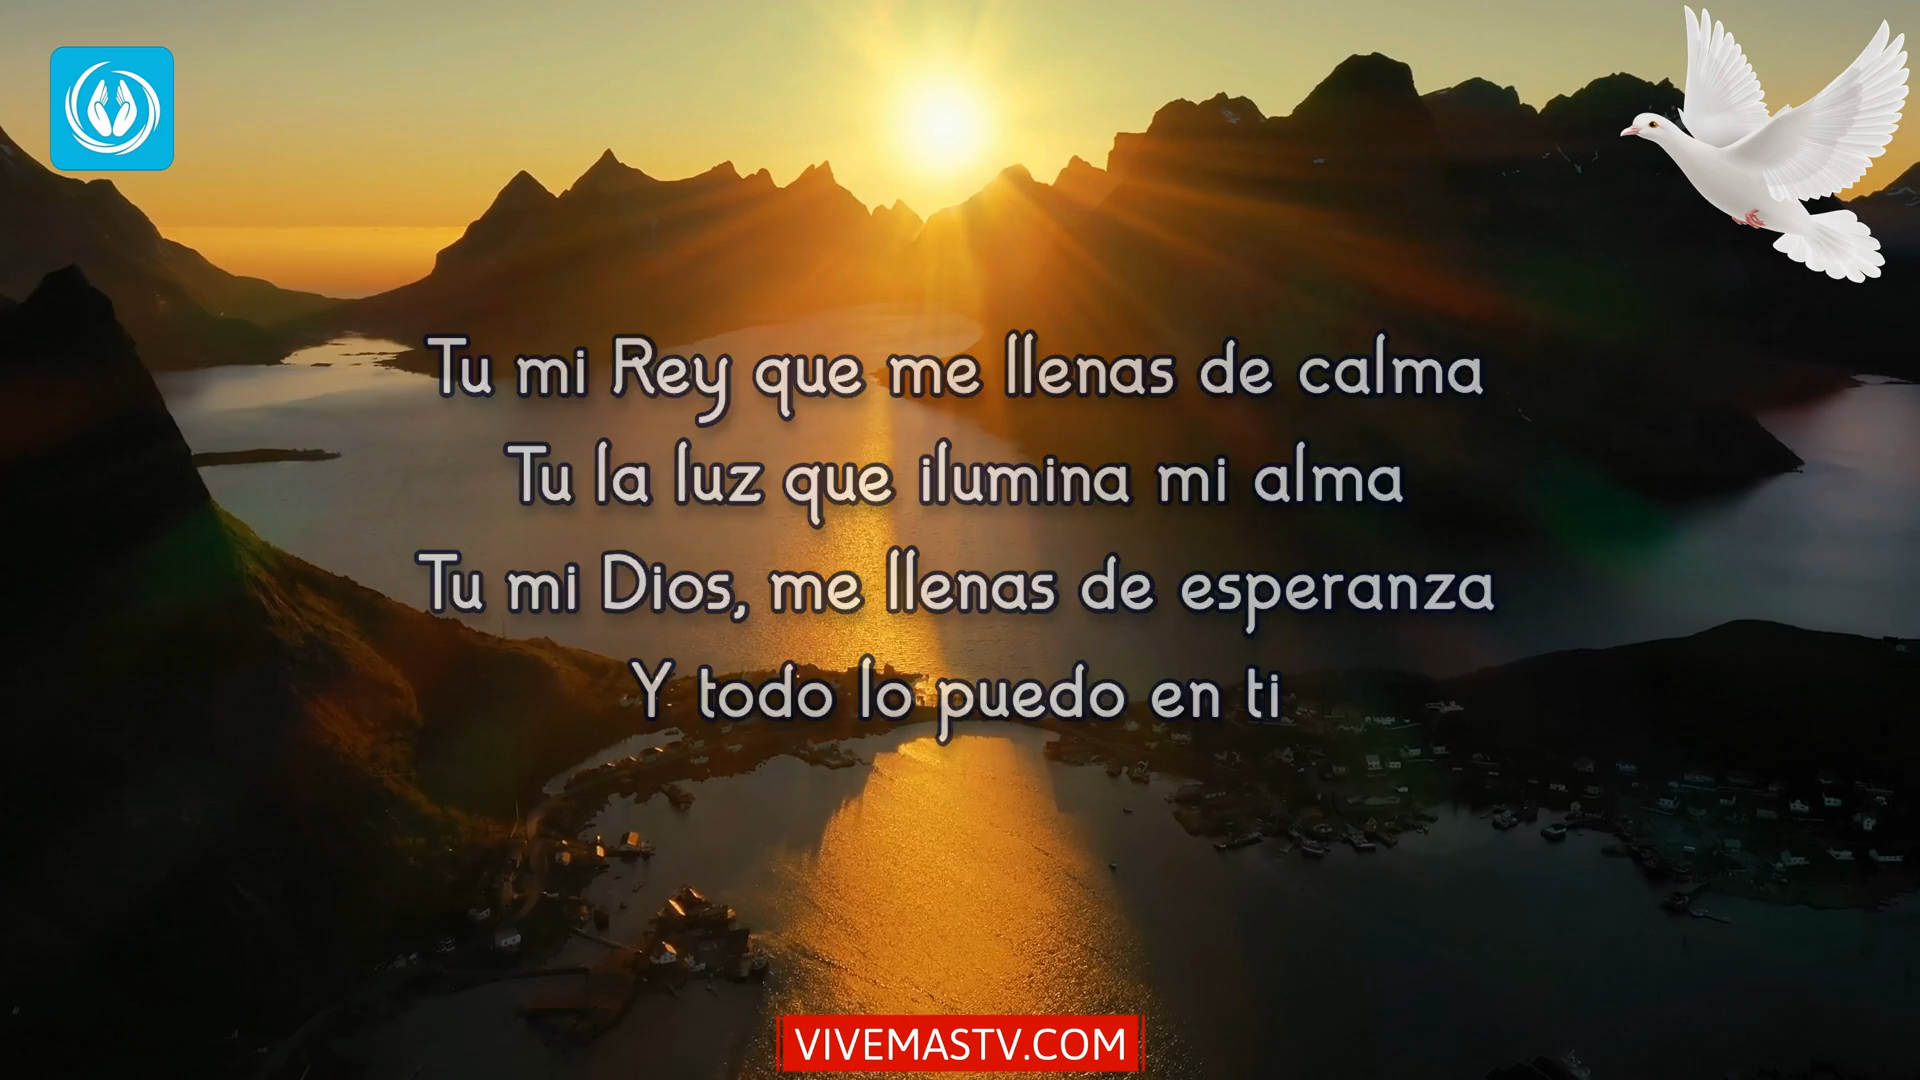 Tu mi Rey que me llenas de calma
Tu la luz que ilumina mi alma
Tu mi Dios, me llenas de esperanza
Y todo lo puedo en ti
VIVEMASTV.COM